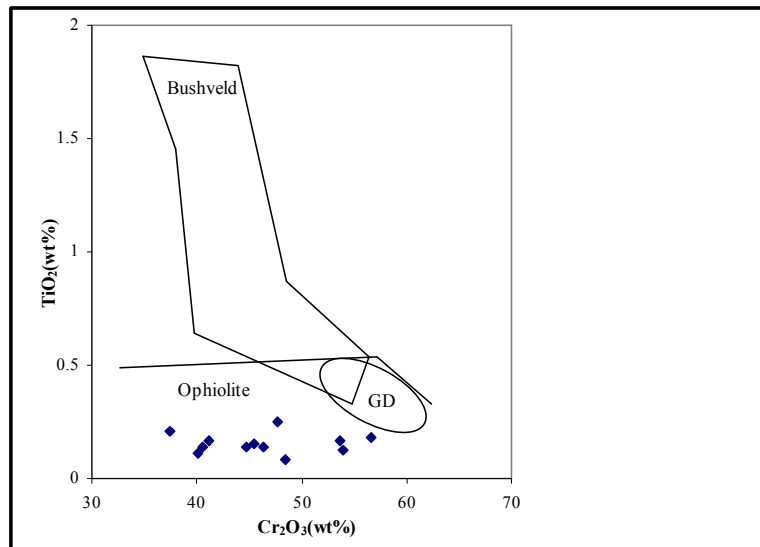 2
Bushveld
1.5
TiO₂(wt%)
1
0.5
Ophiolite
GD
0
30 40 50 60 70
Cr₂O₃(wt%)